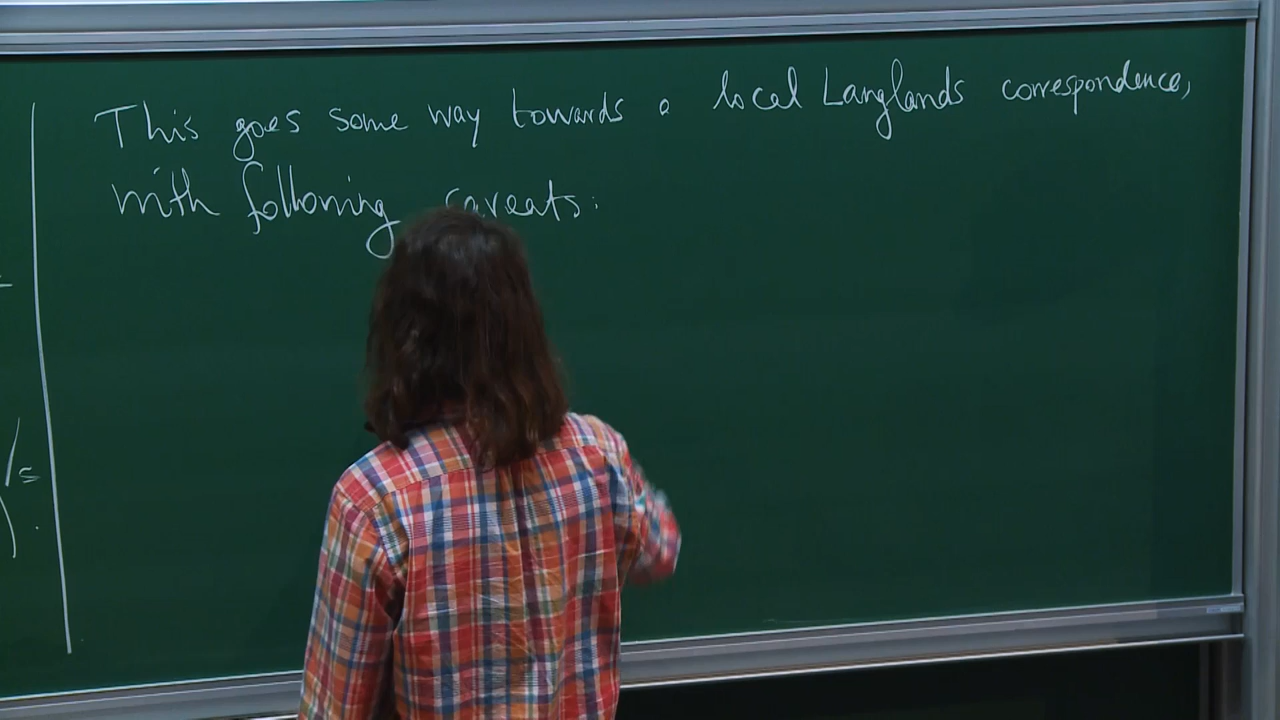 This goes some way towards a local Langlands correspondence,
with following caveats: